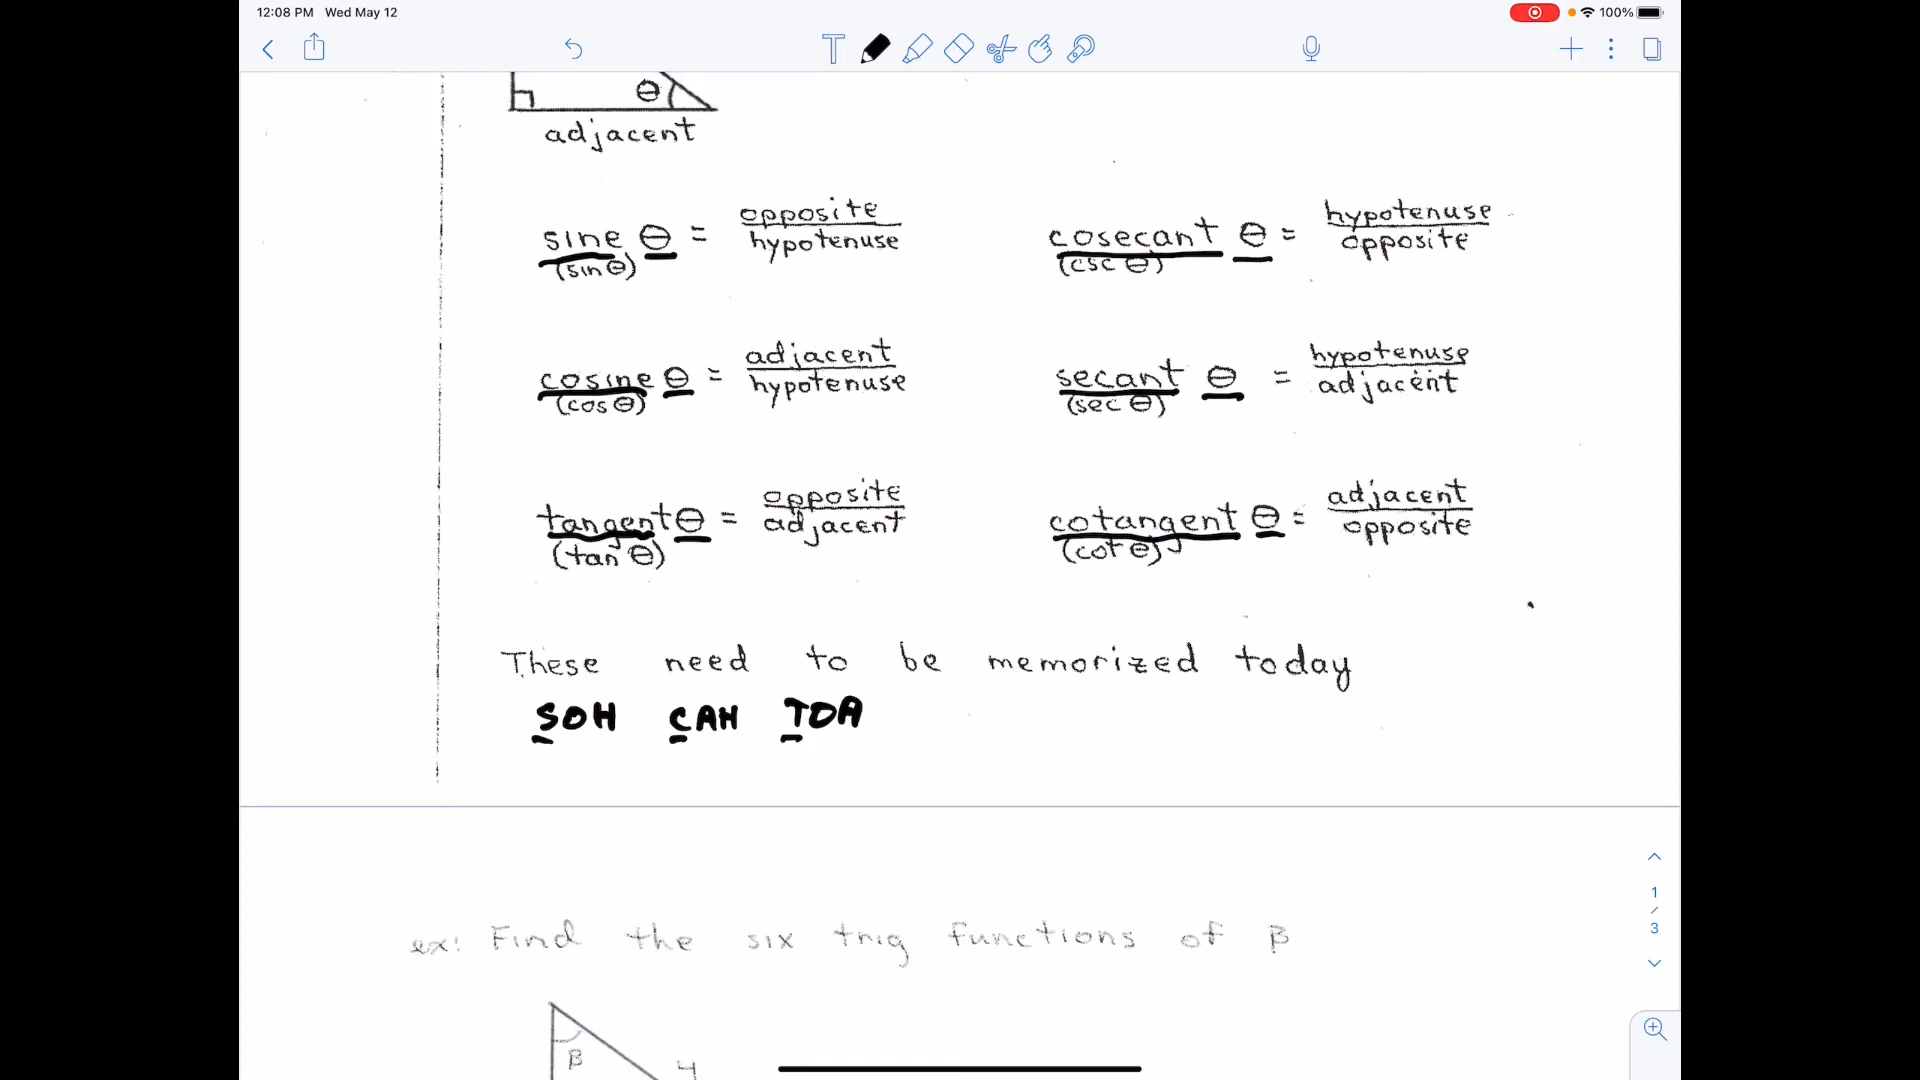 12:08 PM Wed May 12
100%
θ
adjacent
sine θ = opposite / hypotenuse
(sin θ)
cosecant θ = hypotenuse / opposite
(csc θ)
cosine θ = adjacent / hypotenuse
(cos θ)
secant θ = hypotenuse / adjacent
(sec θ)
tangent θ = opposite / adjacent
(tan θ)
cotangent θ = adjacent / opposite
(cot θ)
These need to be memorized today
SOH CAH TOA
1 / 3
ex: Find the six trig functions of β
β
4